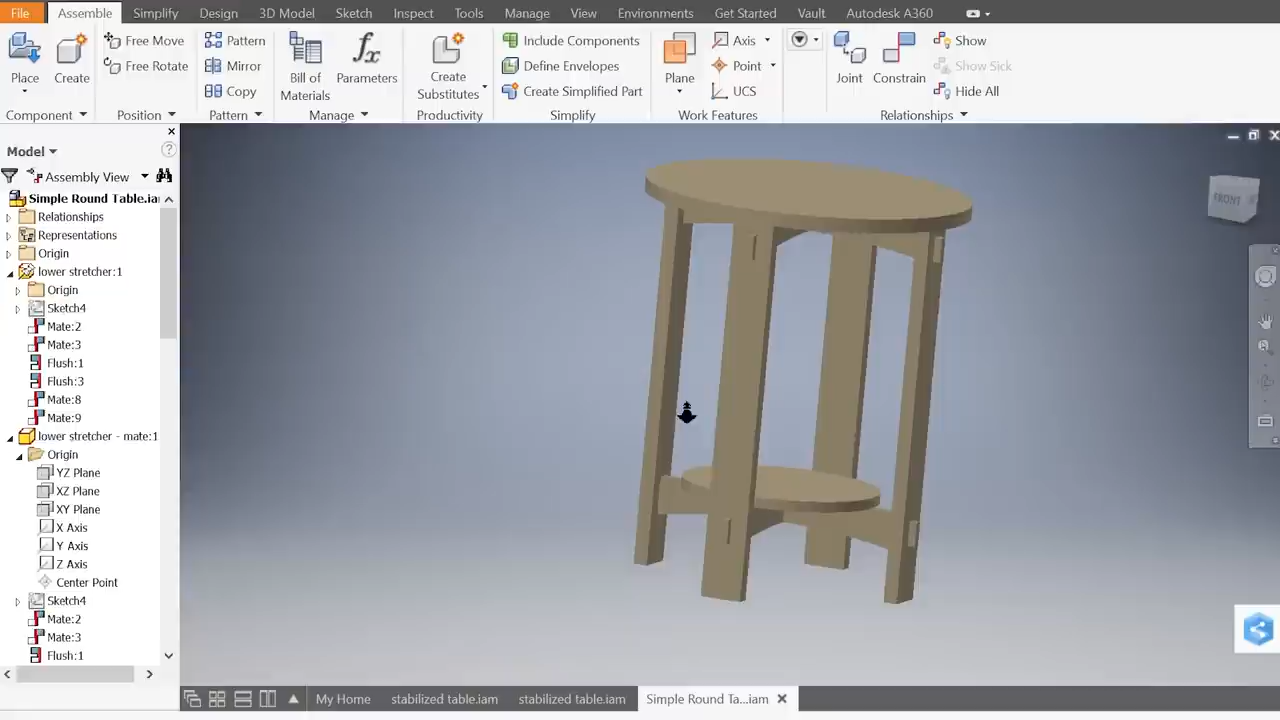 File Assemble Simplify Design 3D Model Sketch Inspect Tools Manage View Environments Get Started Vault Autodesk A360
Place
Create
Free Move
Free Rotate
Pattern
Mirror
Copy
Bill of
Materials
fx
Parameters
Create
Substitutes
Include Components
Define Envelopes
Create Simplified Part
Plane
Axis
Point
UCS
Joint
Constrain
Show
Show Sick
Hide All
Component Position Pattern Manage Productivity Simplify Work Features Relationships
Model
Assembly View
Simple Round Table.ia
Relationships
Representations
Origin
lower stretcher:1
Origin
Sketch4
Mate:2
Mate:3
Flush:1
Flush:3
Mate:8
Mate:9
lower stretcher - mate:1
Origin
YZ Plane
XZ Plane
XY Plane
X Axis
Y Axis
Z Axis
Center Point
Sketch4
Mate:2
Mate:3
Flush:1
FRONT
My Home stabilized table.iam stabilized table.iam Simple Round Ta...iam